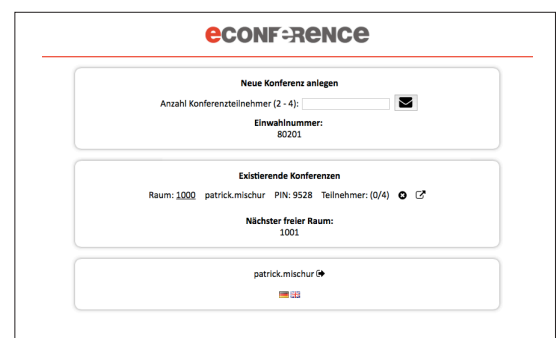 eCONFERENCE
Neue Konferenz anlegen
Anzahl Konferenzteilnehmer (2 - 4):
Einwahlnummer:
80201
Existierende Konferenzen
Raum: 1000 patrick.mischur PIN: 9528 Teilnehmer: (0/4)
Nächster freier Raum:
1001
patrick.mischur